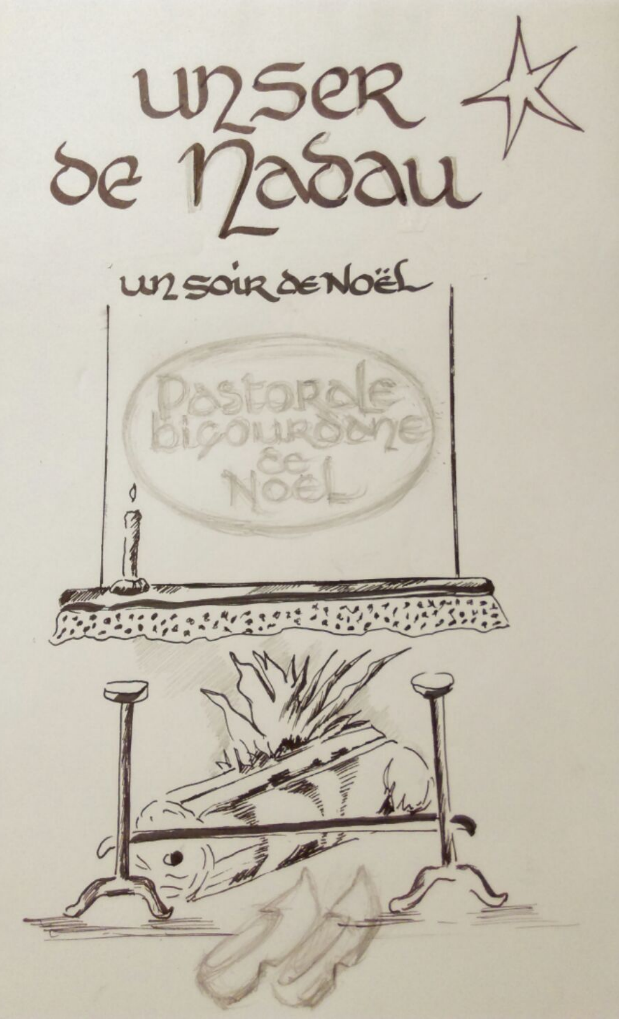 unser
de Nadau
un soir de Noël
Pastorale
bigourdane
de
Noël